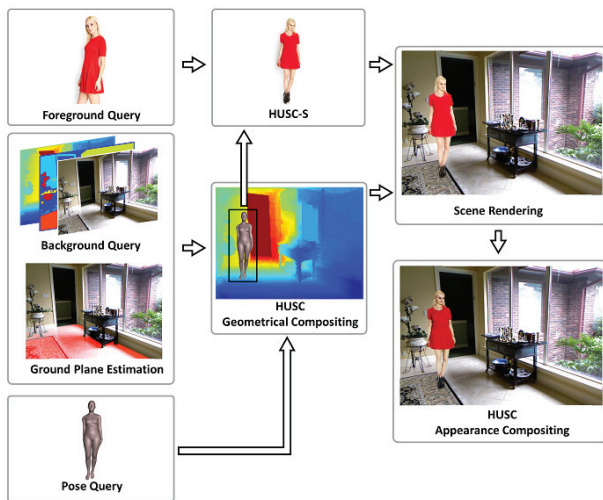 Foreground Query
HUSC-S
Background Query
Scene Rendering
HUSC
Geometrical Compositing
Ground Plane Estimation
HUSC
Appearance Compositing
Pose Query